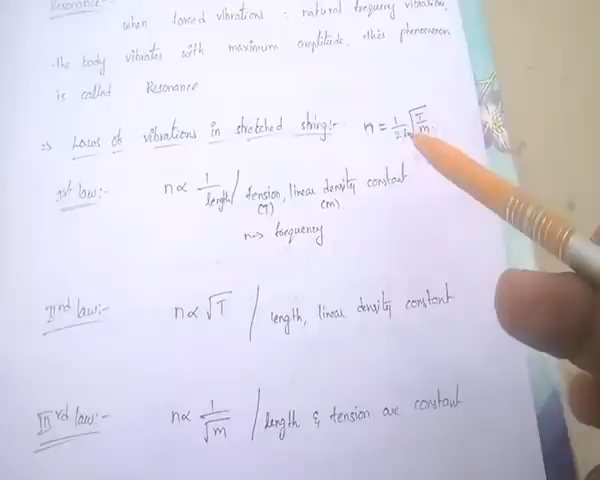 Resonance
when forced vibrations = natural frequency vibration
the body vibrates with maximum amplitude, this phenomenon
is called Resonance
⇒ Laws of vibrations in stretched string:- n = 1/2l √T/m
Ist law:- n ∝ 1/length / tension, linear density constant
(T) (m)
n → frequency
IInd law:- n ∝ √T / length, linear density constant
IIIrd law:- n ∝ 1/√m / length & tension are constant